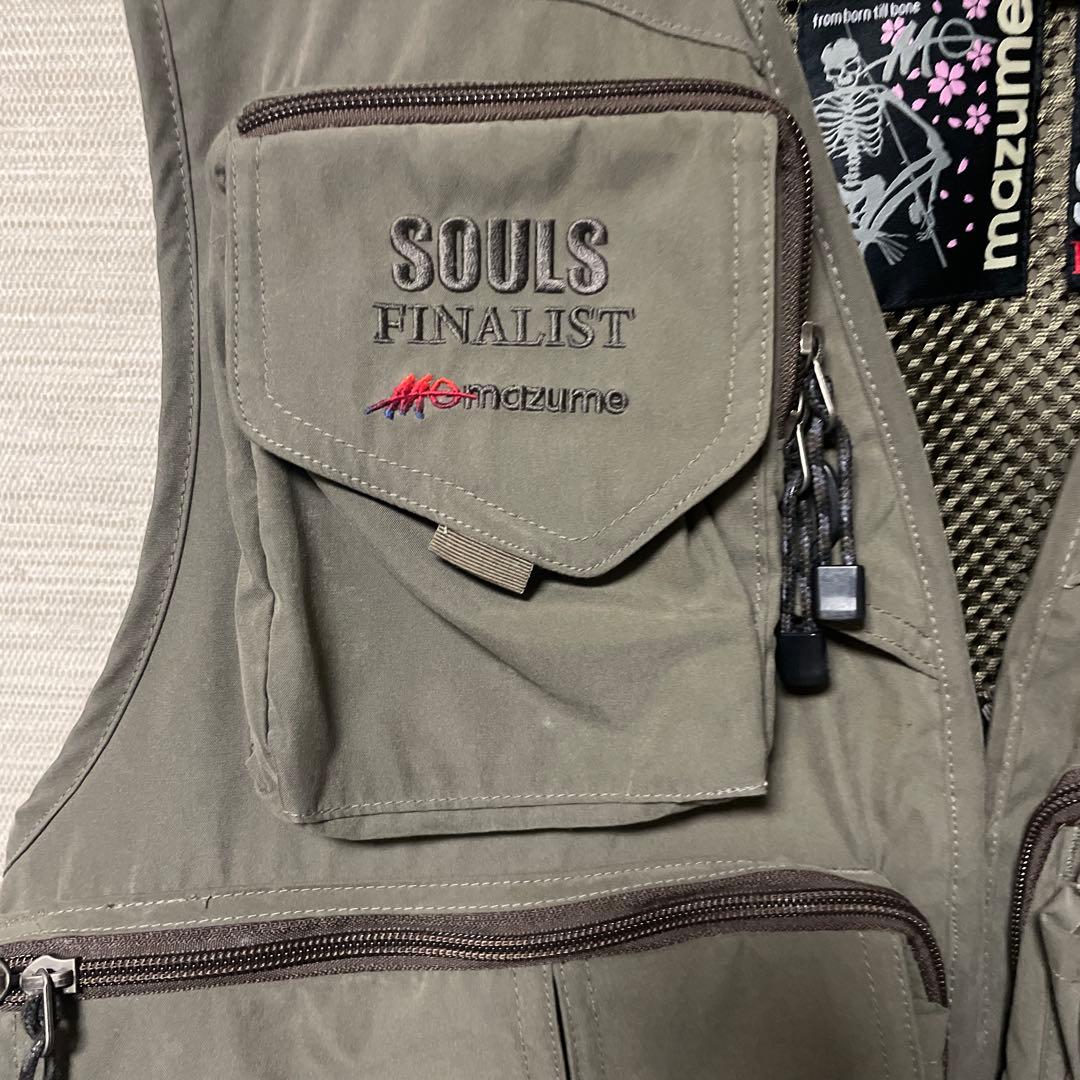 SOULS
FINALIST
mazume
from born till bone
mazume